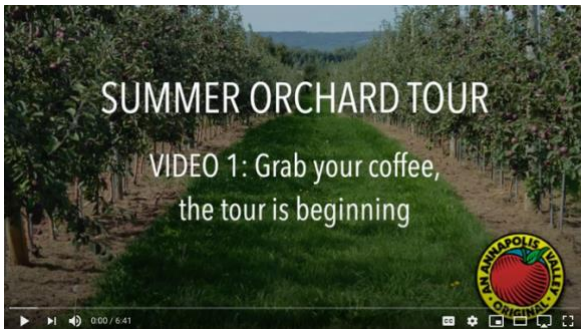 SUMMER ORCHARD TOUR
VIDEO 1: Grab your coffee,
the tour is beginning
AN ANNAPOLIS VALLEY
ORIGINAL
0:00 / 6:41
CC